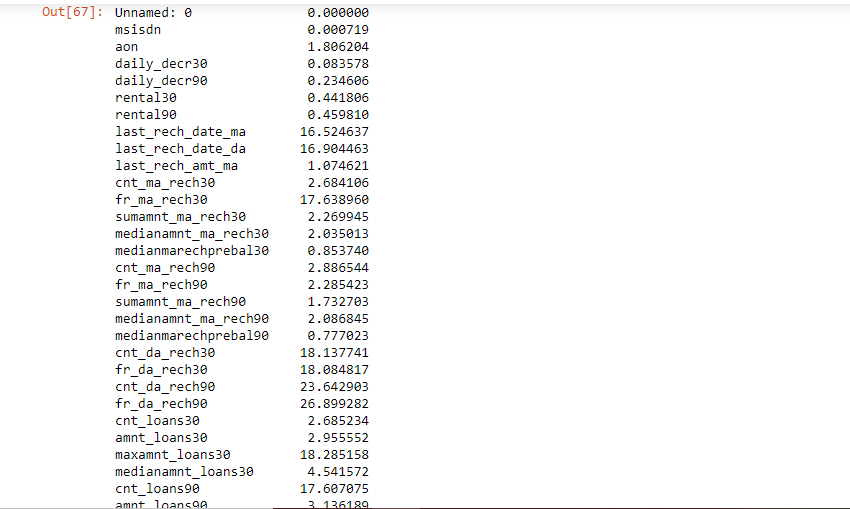 Out[67]: Unnamed: 0 0.000000
msisdn 0.000719
aon 1.806204
daily_decr30 0.083578
daily_decr90 0.234606
rental30 0.441806
rental90 0.459810
last_rech_date_ma 16.524637
last_rech_date_da 16.904463
last_rech_amt_ma 1.074621
cnt_ma_rech30 2.684106
fr_ma_rech30 17.638960
sumamnt_ma_rech30 2.269945
medianamnt_ma_rech30 2.035013
medianmarechprebal30 0.853740
cnt_ma_rech90 2.886544
fr_ma_rech90 2.285423
sumamnt_ma_rech90 1.732703
medianamnt_ma_rech90 2.086845
medianmarechprebal90 0.777023
cnt_da_rech30 18.137741
fr_da_rech30 18.084817
cnt_da_rech90 23.642903
fr_da_rech90 26.899282
cnt_loans30 2.685234
amnt_loans30 2.955552
maxamnt_loans30 18.285158
medianamnt_loans30 4.541572
cnt_loans90 17.607075
amnt_loans90 3.136189